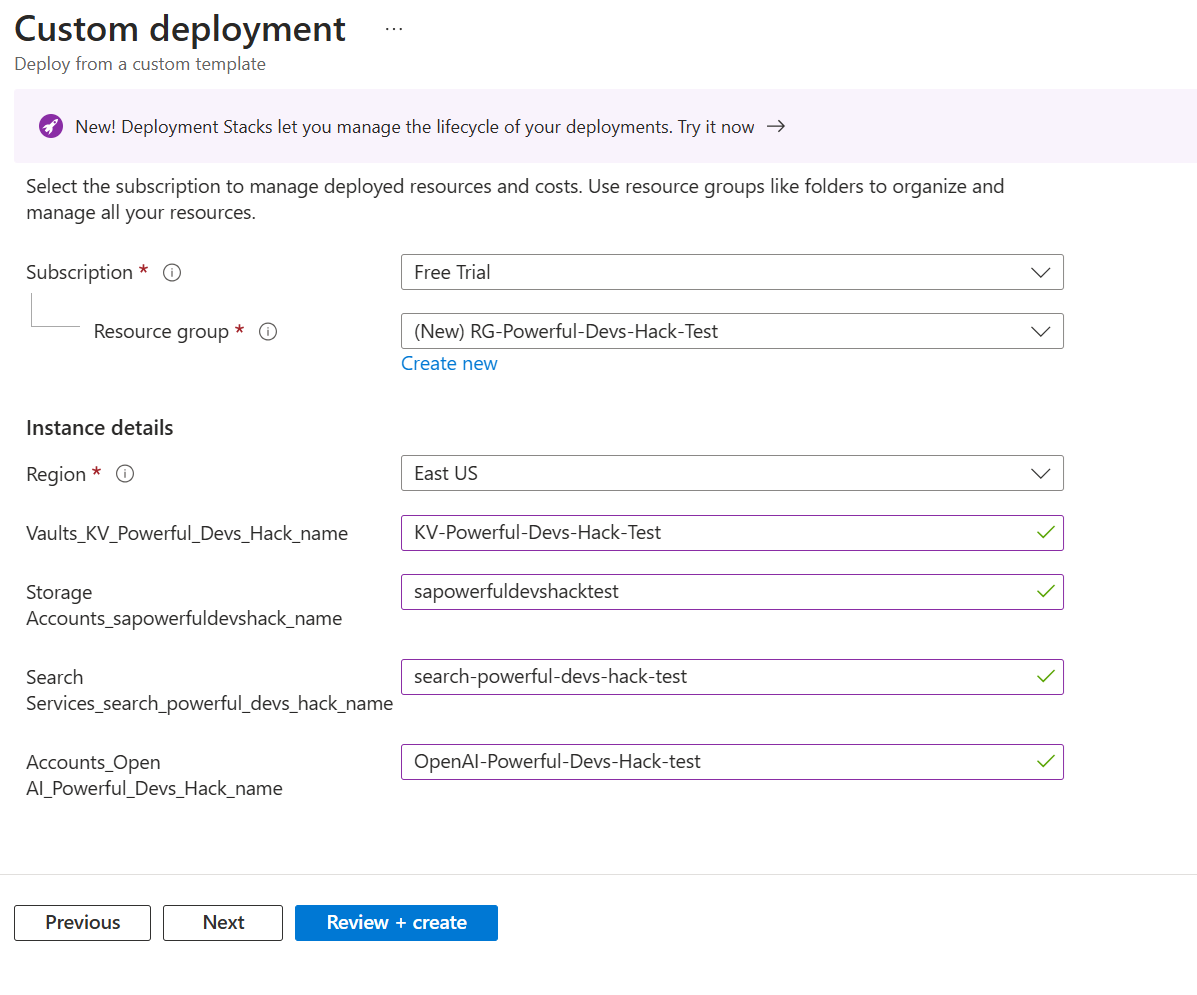 Custom deployment ...
Deploy from a custom template
New! Deployment Stacks let you manage the lifecycle of your deployments. Try it now →
Select the subscription to manage deployed resources and costs. Use resource groups like folders to organize and
manage all your resources.
Subscription *
Free Trial
Resource group *
(New) RG-Powerful-Devs-Hack-Test
Create new
Instance details
Region *
East US
Vaults_KV_Powerful_Devs_Hack_name
KV-Powerful-Devs-Hack-Test
Storage
Accounts_sapowerfuldevshack_name
sapowerfuldevshacktest
Search
Services_search_powerful_devs_hack_name
search-powerful-devs-hack-test
Accounts_Open
AI_Powerful_Devs_Hack_name
OpenAI-Powerful-Devs-Hack-test
Previous
Next
Review + create